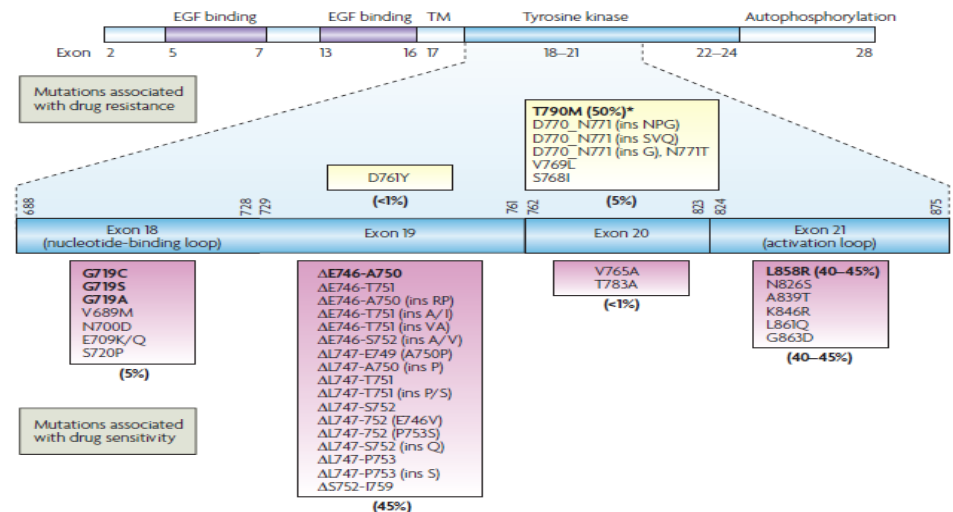 EGF binding EGF binding TM Tyrosine kinase Autophosphorylation
Exon 2 5 7 13 16 17 18–21 22–24 28
Mutations associated
with drug resistance
T790M (50%)*
D770_N771 (ins NPG)
D770_N771 (ins SVQ)
D770_N771 (ins G), N771T
V769L
S768I
(5%)
D761Y
(<1%)
688 728 729 761 762 823 824 875
Exon 18
(nucleotide-binding loop)
Exon 19
Exon 20
Exon 21
(activation loop)
G719C
G719S
G719A
V689M
N700D
E709K/Q
S720P
(5%)
ΔE746-A750
ΔE746-T751
ΔE746-A750 (ins RP)
ΔE746-T751 (ins A/I)
ΔE746-T751 (ins VA)
ΔE746-S752 (ins A/V)
ΔL747-E749 (A750P)
ΔL747-A750 (ins P)
ΔL747-T751
ΔL747-T751 (ins P/S)
ΔL747-S752
ΔL747-752 (E746V)
ΔL747-752 (P753S)
ΔL747-S752 (ins Q)
ΔL747-P753
ΔL747-P753 (ins S)
ΔS752-I759
(45%)
V765A
T783A
(<1%)
L858R (40–45%)
N826S
A839T
K846R
L861Q
G863D
(40–45%)
Mutations associated
with drug sensitivity